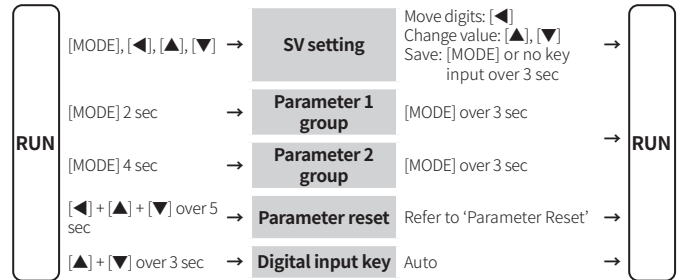 RUN
[MODE], [◀], [▲], [▼] → SV setting
Move digits: [◀]
Change value: [▲], [▼]
Save: [MODE] or no key
input over 3 sec
→
[MODE] 2 sec → Parameter 1
group
[MODE] over 3 sec
→
[MODE] 4 sec → Parameter 2
group
[MODE] over 3 sec
[◀] + [▲] + [▼] over 5
sec
→ Parameter reset Refer to 'Parameter Reset' →
[▲] + [▼] over 3 sec → Digital input key Auto →
RUN